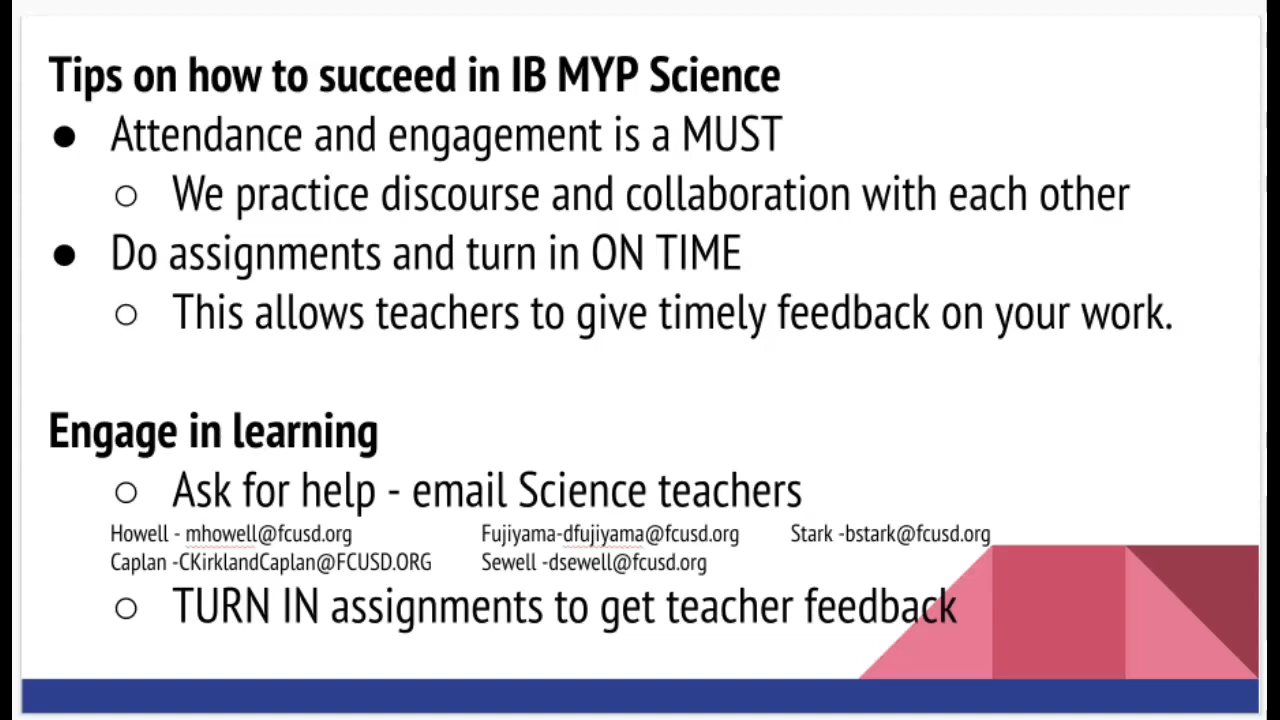 Tips on how to succeed in IB MYP Science
● Attendance and engagement is a MUST
○ We practice discourse and collaboration with each other
● Do assignments and turn in ON TIME
○ This allows teachers to give timely feedback on your work.
Engage in learning
○ Ask for help - email Science teachers
Howell - mhowell@fcusd.org Fujiyama-dfujiyama@fcusd.org Stark -bstark@fcusd.org
Caplan -CKirklandCaplan@FCUSD.ORG Sewell -dsewell@fcusd.org
○ TURN IN assignments to get teacher feedback